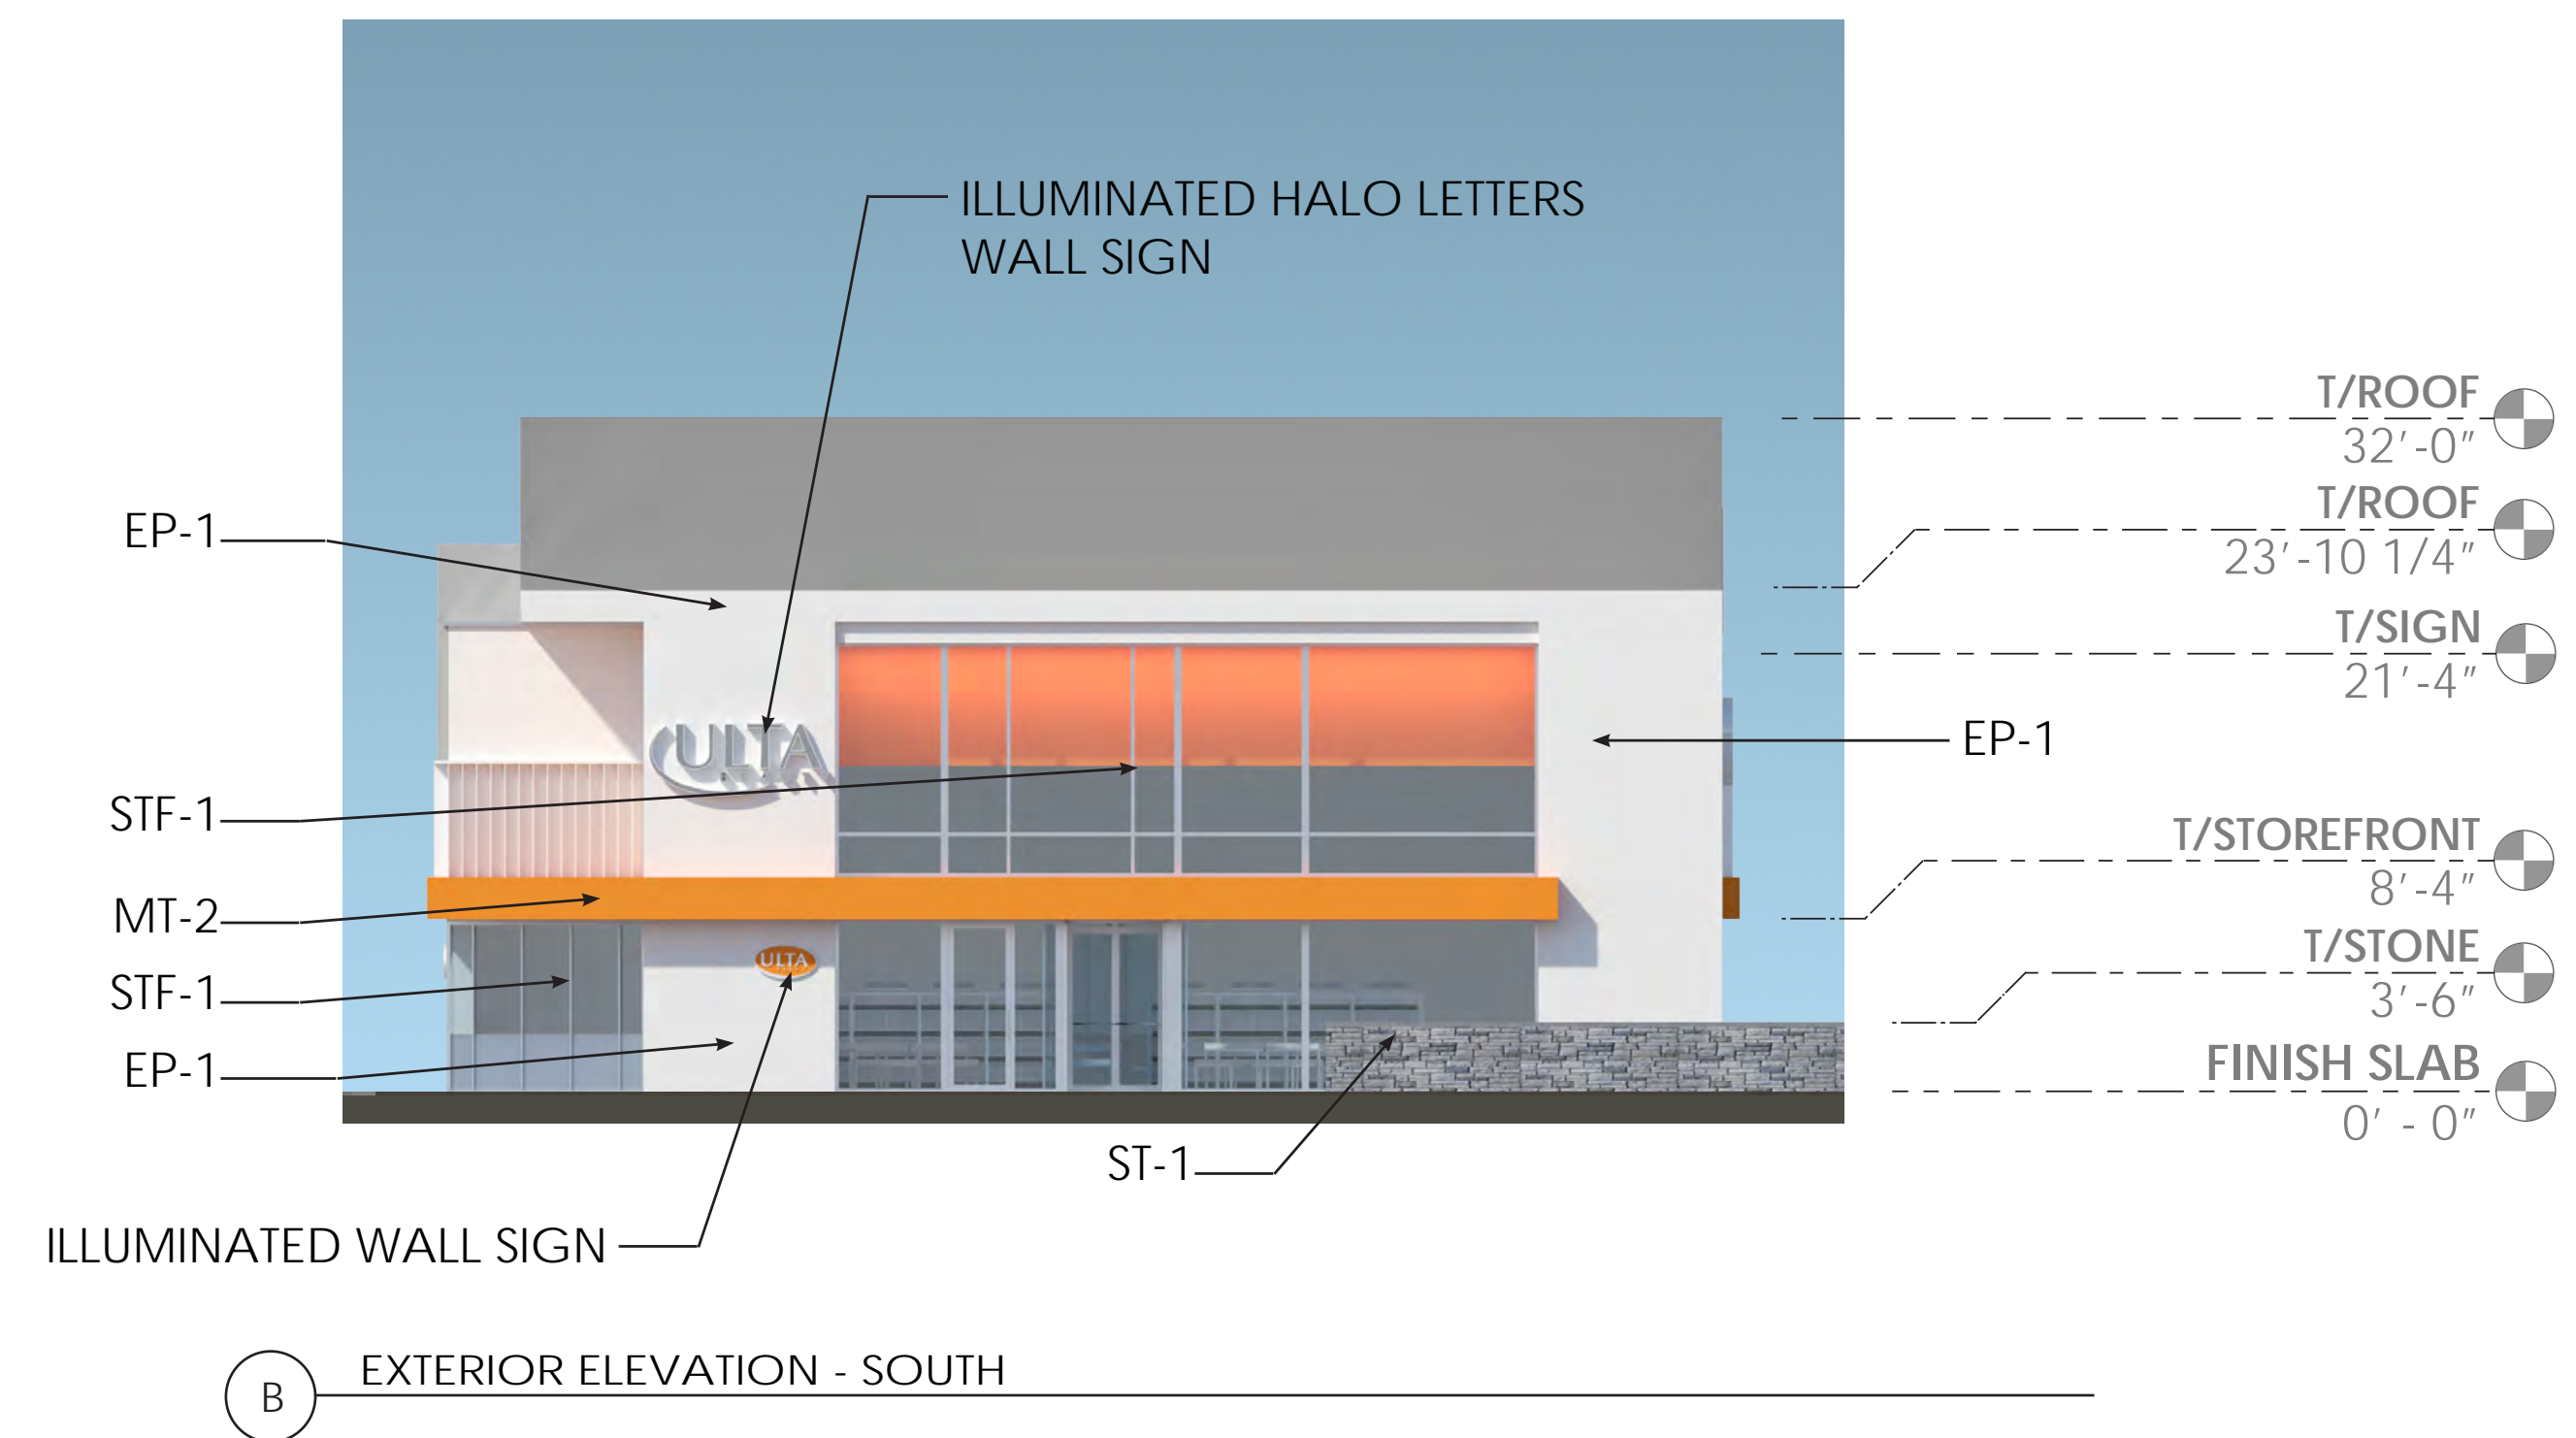 ILLUMINATED HALO LETTERS
WALL SIGN
T/ROOF
32'-0"
T/ROOF
23'-10 1/4"
EP-1
T/SIGN
21'-4"
EP-1
ULTA
STF-1
T/STOREFRONT
8'-4"
MT-2
ULTA
T/STONE
3'-6"
STF-1
EP-1
FINISH SLAB
0' - 0"
ST-1
ILLUMINATED WALL SIGN
B
EXTERIOR ELEVATION - SOUTH